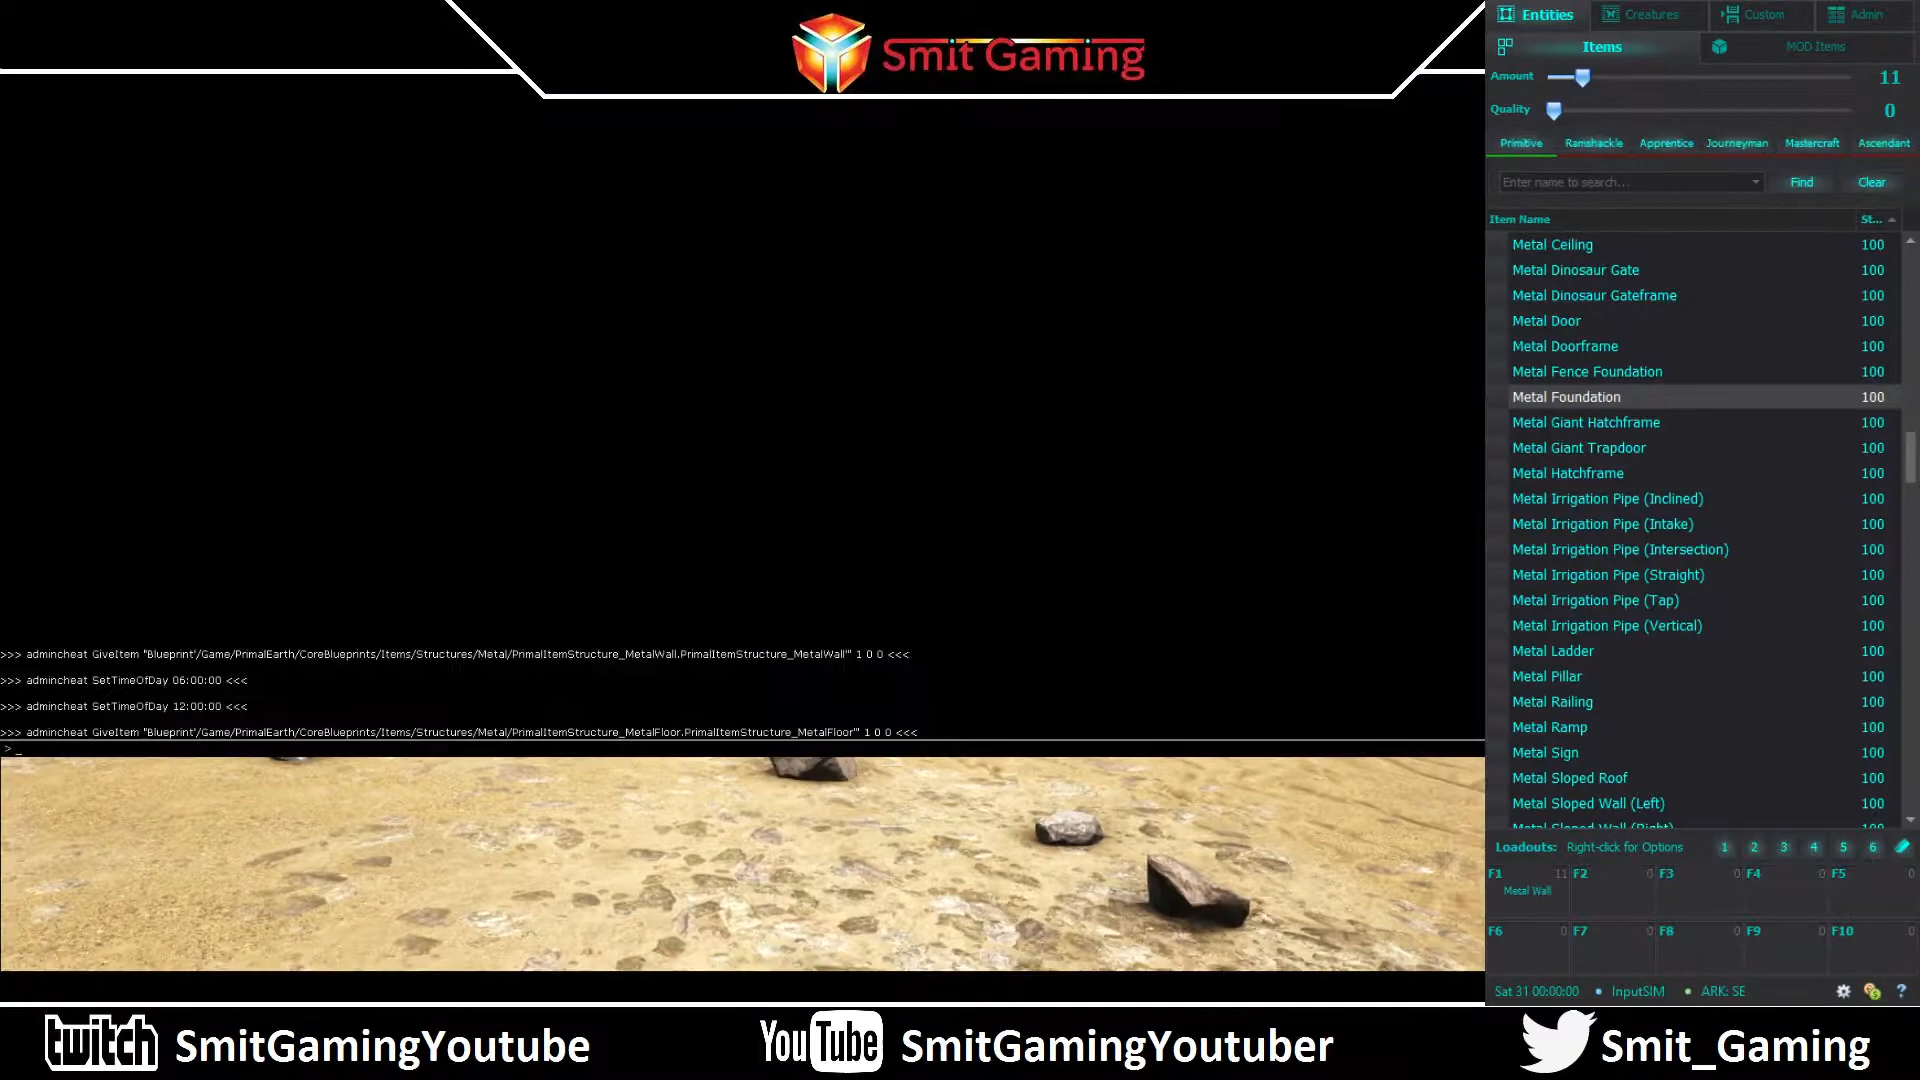 Smit Gaming
Entities Creatures Custom Admin
Items MOD Items
Amount 11
Quality 0
Primitive Ramshackle Apprentice Journeyman Mastercraft Ascendant
Enter name to search... Find Clear
Item Name St...
Metal Ceiling 100
Metal Dinosaur Gate 100
Metal Dinosaur Gateframe 100
Metal Door 100
Metal Doorframe 100
Metal Fence Foundation 100
Metal Foundation 100
Metal Giant Hatchframe 100
Metal Giant Trapdoor 100
Metal Hatchframe 100
Metal Irrigation Pipe (Inclined) 100
Metal Irrigation Pipe (Intake) 100
Metal Irrigation Pipe (Intersection) 100
Metal Irrigation Pipe (Straight) 100
Metal Irrigation Pipe (Tap) 100
Metal Irrigation Pipe (Vertical) 100
Metal Ladder 100
Metal Pillar 100
Metal Railing 100
Metal Ramp 100
Metal Sign 100
Metal Sloped Roof 100
Metal Sloped Wall (Left) 100
Metal Sloped Wall (Right) 100
Loadouts: Right-click for Options 1 2 3 4 5 6
F1 11 F2 0 F3 0 F4 0 F5 0
Metal Wall
F6 0 F7 0 F8 0 F9 0 F10 0
Sat 31 00:00:00 • InputSIM • ARK: SE ?
>>> admincheat GiveItem "Blueprint'/Game/PrimalEarth/CoreBlueprints/Items/Structures/Metal/PrimalItemStructure_MetalWall.PrimalItemStructure_MetalWall'" 1 0 0 <<<
>>> admincheat SetTimeOfDay 06:00:00 <<<
>>> admincheat SetTimeOfDay 12:00:00 <<<
>>> admincheat GiveItem "Blueprint'/Game/PrimalEarth/CoreBlueprints/Items/Structures/Metal/PrimalItemStructure_MetalFloor.PrimalItemStructure_MetalFloor'" 1 0 0 <<<
> _
twitch SmitGamingYoutube YouTube SmitGamingYoutuber Smit_Gaming